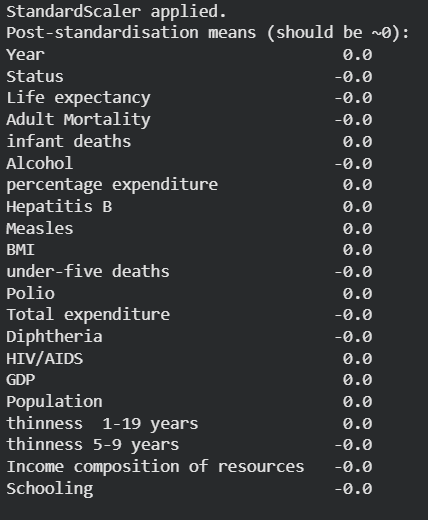 StandardScaler applied.
Post-standardisation means (should be ~0):
Year 0.0
Status -0.0
Life expectancy -0.0
Adult Mortality -0.0
infant deaths 0.0
Alcohol -0.0
percentage expenditure 0.0
Hepatitis B 0.0
Measles 0.0
BMI 0.0
under-five deaths -0.0
Polio 0.0
Total expenditure -0.0
Diphtheria -0.0
HIV/AIDS 0.0
GDP 0.0
Population 0.0
thinness  1-19 years 0.0
thinness 5-9 years -0.0
Income composition of resources -0.0
Schooling -0.0